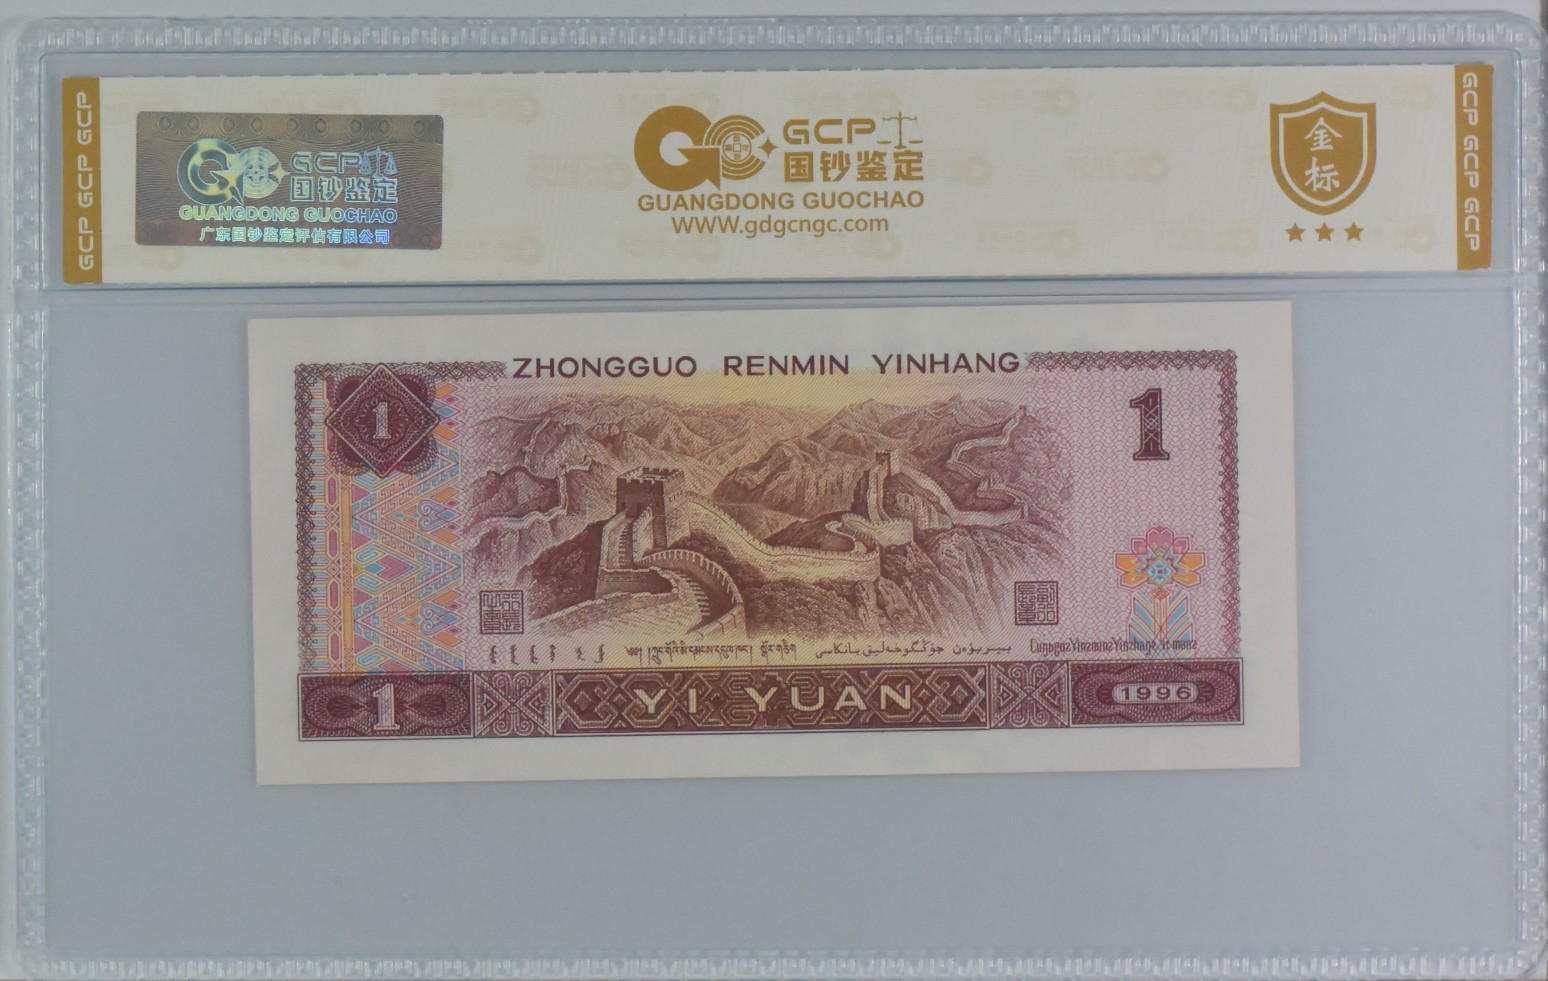 GCP GCP GCP
GCP
国钞鉴定
GUANGDONG GUOCHAO
广东国钞鉴定评估有限公司
GCP
国钞鉴定
GUANGDONG GUOCHAO
WWW.gdgcngc.com
金
标
GCP GCP GCP
ZHONGGUO RENMIN YINHANG
1
1
1
YI YUAN
1996